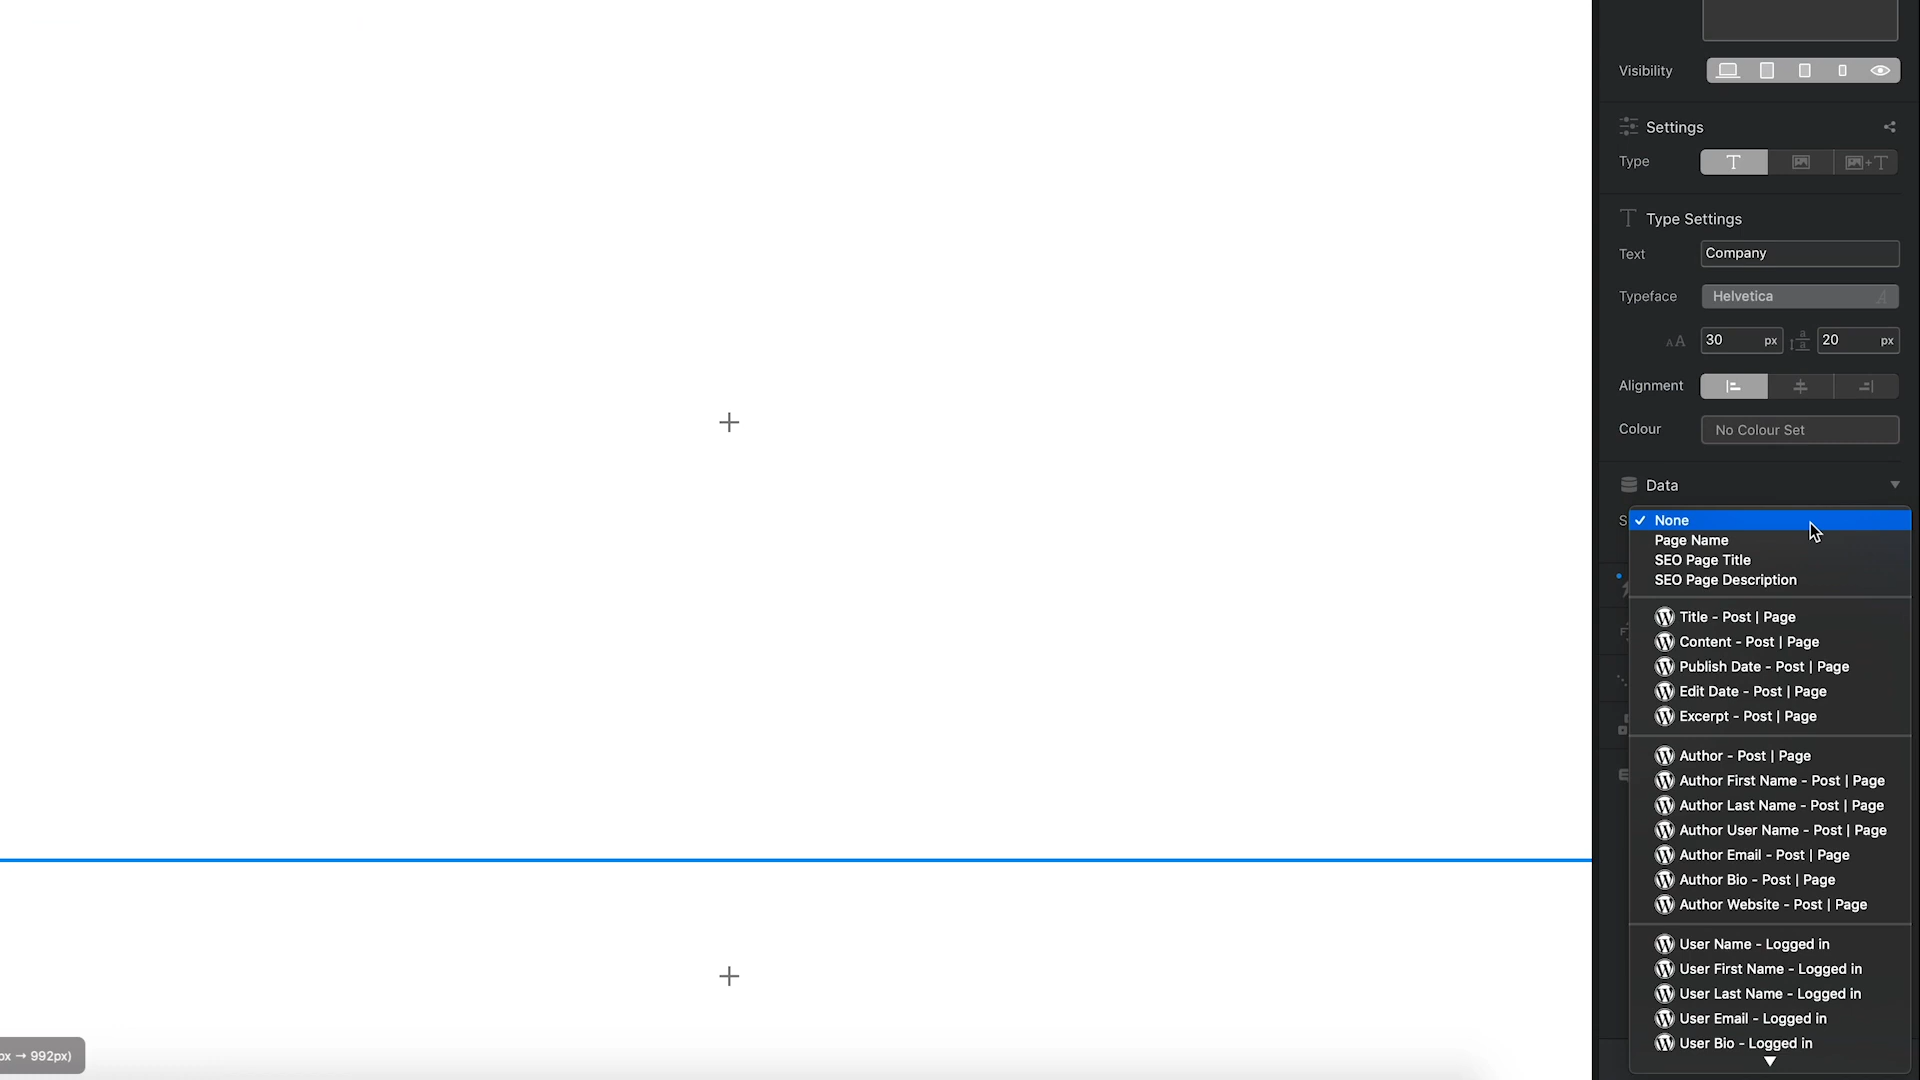 Visibility
Settings
Type
T
T
Type Settings
Text
Company
Typeface
Helvetica
A
AA
30 px
a
a
20 px
Alignment
Colour
No Colour Set
Data
S
None
Page Name
SEO Page Title
SEO Page Description
Title - Post | Page
Content - Post | Page
Publish Date - Post | Page
Edit Date - Post | Page
Excerpt - Post | Page
Author - Post | Page
Author First Name - Post | Page
Author Last Name - Post | Page
Author User Name - Post | Page
Author Email - Post | Page
Author Bio - Post | Page
Author Website - Post | Page
User Name - Logged in
User First Name - Logged in
User Last Name - Logged in
User Email - Logged in
User Bio - Logged in
px → 992px)